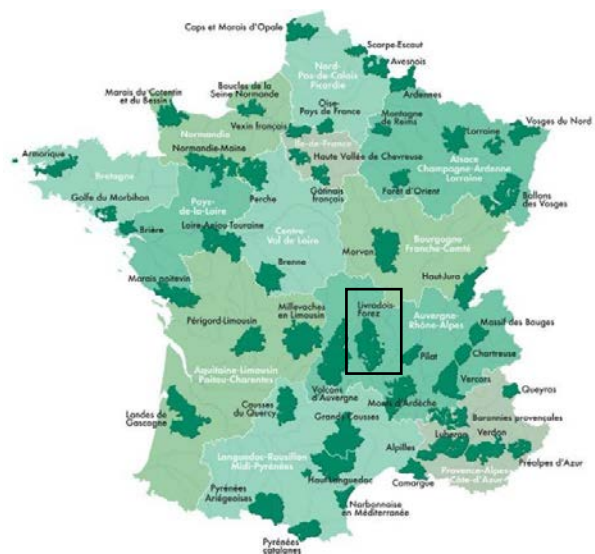 Caps et Marais d'Opale
Scarpe-Escaut
Avesnois
Nord-
Pas-de-Calais
Picardie
Ardennes
Marais du Cotentin
et du Bessin
Boucles de la
Seine Normande
Oise-
Pays de France
Montagne
de Reims
Vosges du Nord
Lorraine
Vexin français
Normandie
Île-de-France
Alsace
Champagne-Ardenne
Lorraine
Armorique
Normandie-Maine
Haute Vallée de Chevreuse
Bretagne
Pays-
de-la-Loire
Perche
Gâtinais
français
Forêt d'Orient
Ballons
des Vosges
Golfe du Morbihan
Brière
Loire-Anjou-Touraine
Centre-
Val de Loire
Bourgogne
Franche-Comté
Morvan
Brenne
Haut-Jura
Marais poitevin
Millevaches
en Limousin
Livradois-
Forez
Auvergne-
Rhône-Alpes
Massif des Bauges
Périgord-Limousin
Chartreuse
Pilat
Aquitaine-Limousin
Poitou-Charentes
Vercors
Volcans
d'Auvergne
Monts d'Ardèche
Queyras
Landes de
Gascogne
Causses
du Quercy
Grands Causses
Baronnies provençales
Luberon
Verdon
Alpilles
Languedoc-Roussillon
Midi-Pyrénées
Préalpes d'Azur
Haut-Languedoc
Camargue
Provence-Alpes
Côte-d'Azur
Pyrénées
Ariégeoises
Narbonnaise
en Méditerranée
Pyrénées
catalanes